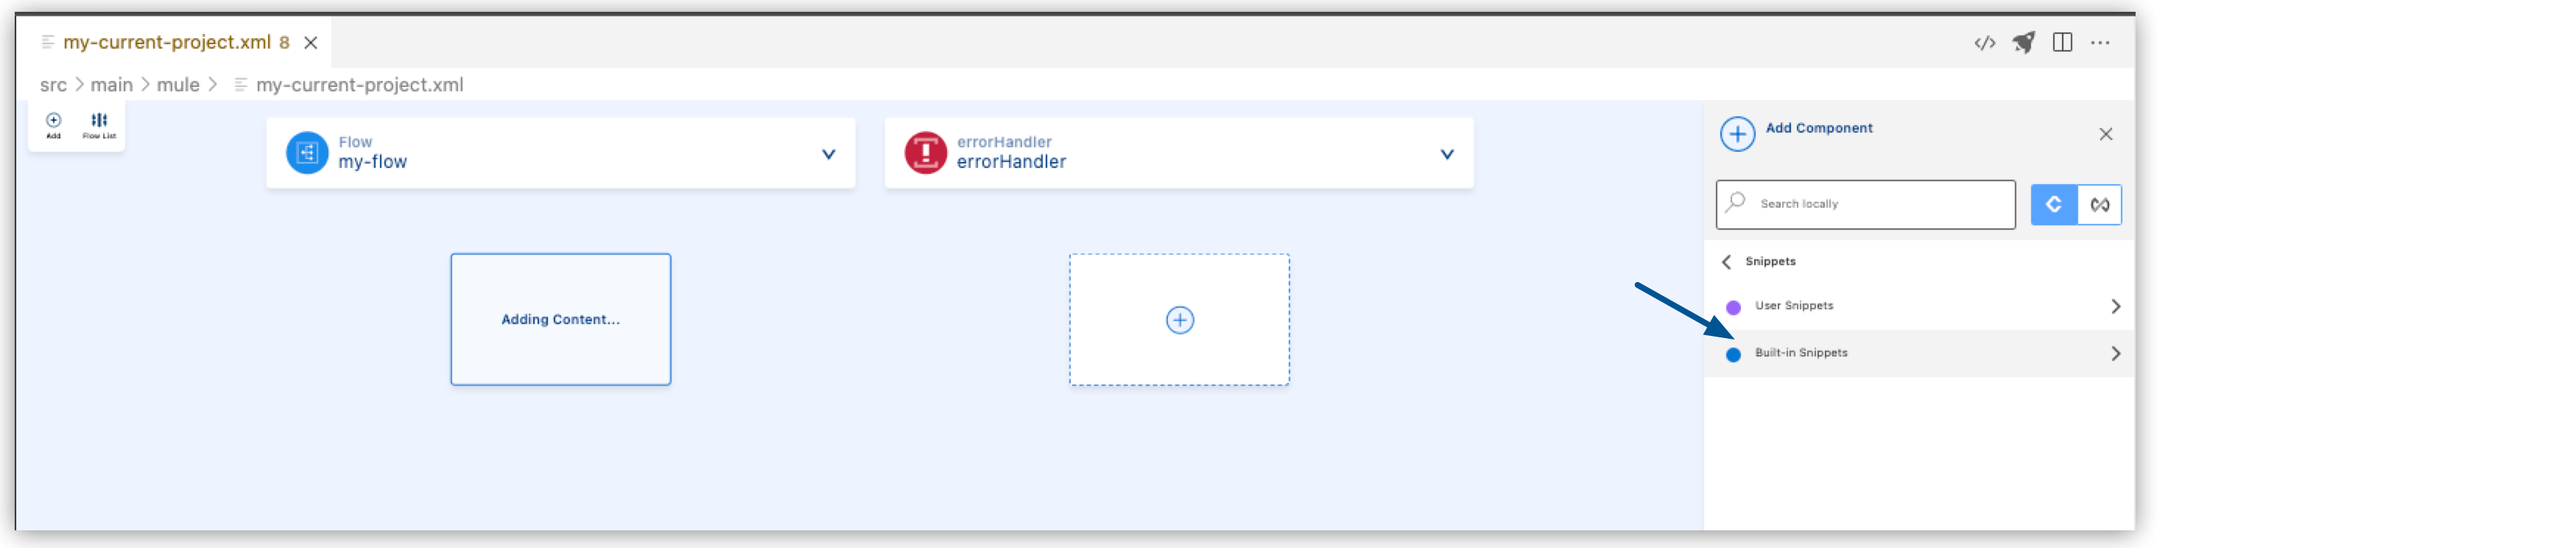 my-current-project.xml 8
src > main > mule > my-current-project.xml
Add
Flow List
Flow
my-flow
errorHandler
errorHandler
Adding Content...
Add Component
Search locally
Snippets
User Snippets
Built-in Snippets